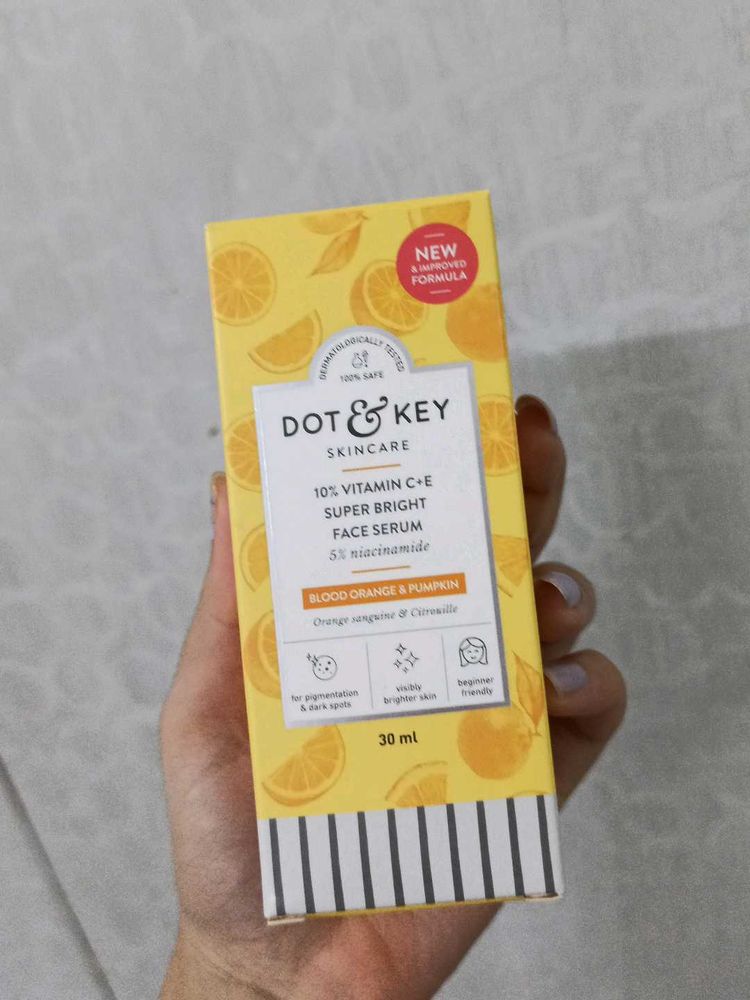 NEW
& IMPROVED
FORMULA
DERMATOLOGICALLY TESTED
100% SAFE
DOT & KEY
SKINCARE
10% VITAMIN C+E
SUPER BRIGHT
FACE SERUM
5% niacinamide
BLOOD ORANGE & PUMPKIN
Orange sanguine & Citrouille
for pigmentation
& dark spots
visibly
brighter skin
beginner
friendly
30 ml